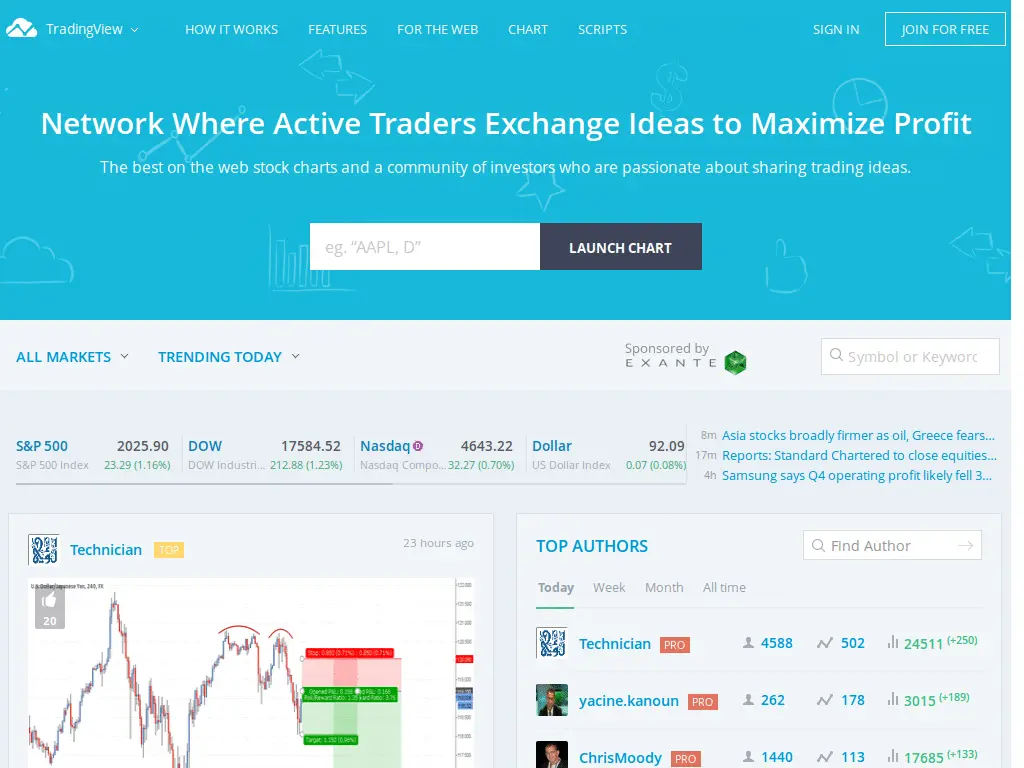 TradingView
HOW IT WORKS
FEATURES
FOR THE WEB
CHART
SCRIPTS
SIGN IN
JOIN FOR FREE
Network Where Active Traders Exchange Ideas to Maximize Profit
The best on the web stock charts and a community of investors who are passionate about sharing trading ideas.
eg. “AAPL, D”
LAUNCH CHART
ALL MARKETS
TRENDING TODAY
Sponsored by
EXANTE
Symbol or Keyword
S&P 500 2025.90
S&P 500 Index 23.29 (1.16%)
DOW 17584.52
DOW Industri... 212.88 (1.23%)
Nasdaq D 4643.22
Nasdaq Compo... 32.27 (0.70%)
Dollar 92.09
US Dollar Index 0.07 (0.08%)
8m Asia stocks broadly firmer as oil, Greece fears...
17m Reports: Standard Chartered to close equities...
4h Samsung says Q4 operating profit likely fell 3...
Technician TOP
23 hours ago
U.S. Dollar/Japanese Yen, 240, FX
20
TOP AUTHORS
Find Author
Today Week Month All time
Technician PRO 4588 502 24511 (+250)
yacine.kanoun PRO 262 178 3015 (+189)
ChrisMoody PRO 1440 113 17685 (+133)